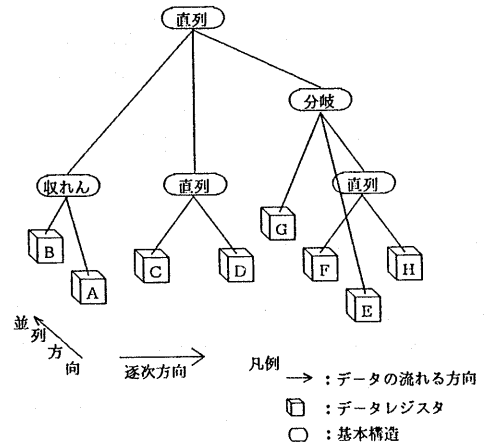 直列
分岐
収れん
直列
直列
B
A
C
D
G
F
H
E
並列方向
逐次方向
凡例
：データの流れる方向
：データレジスタ
：基本構造